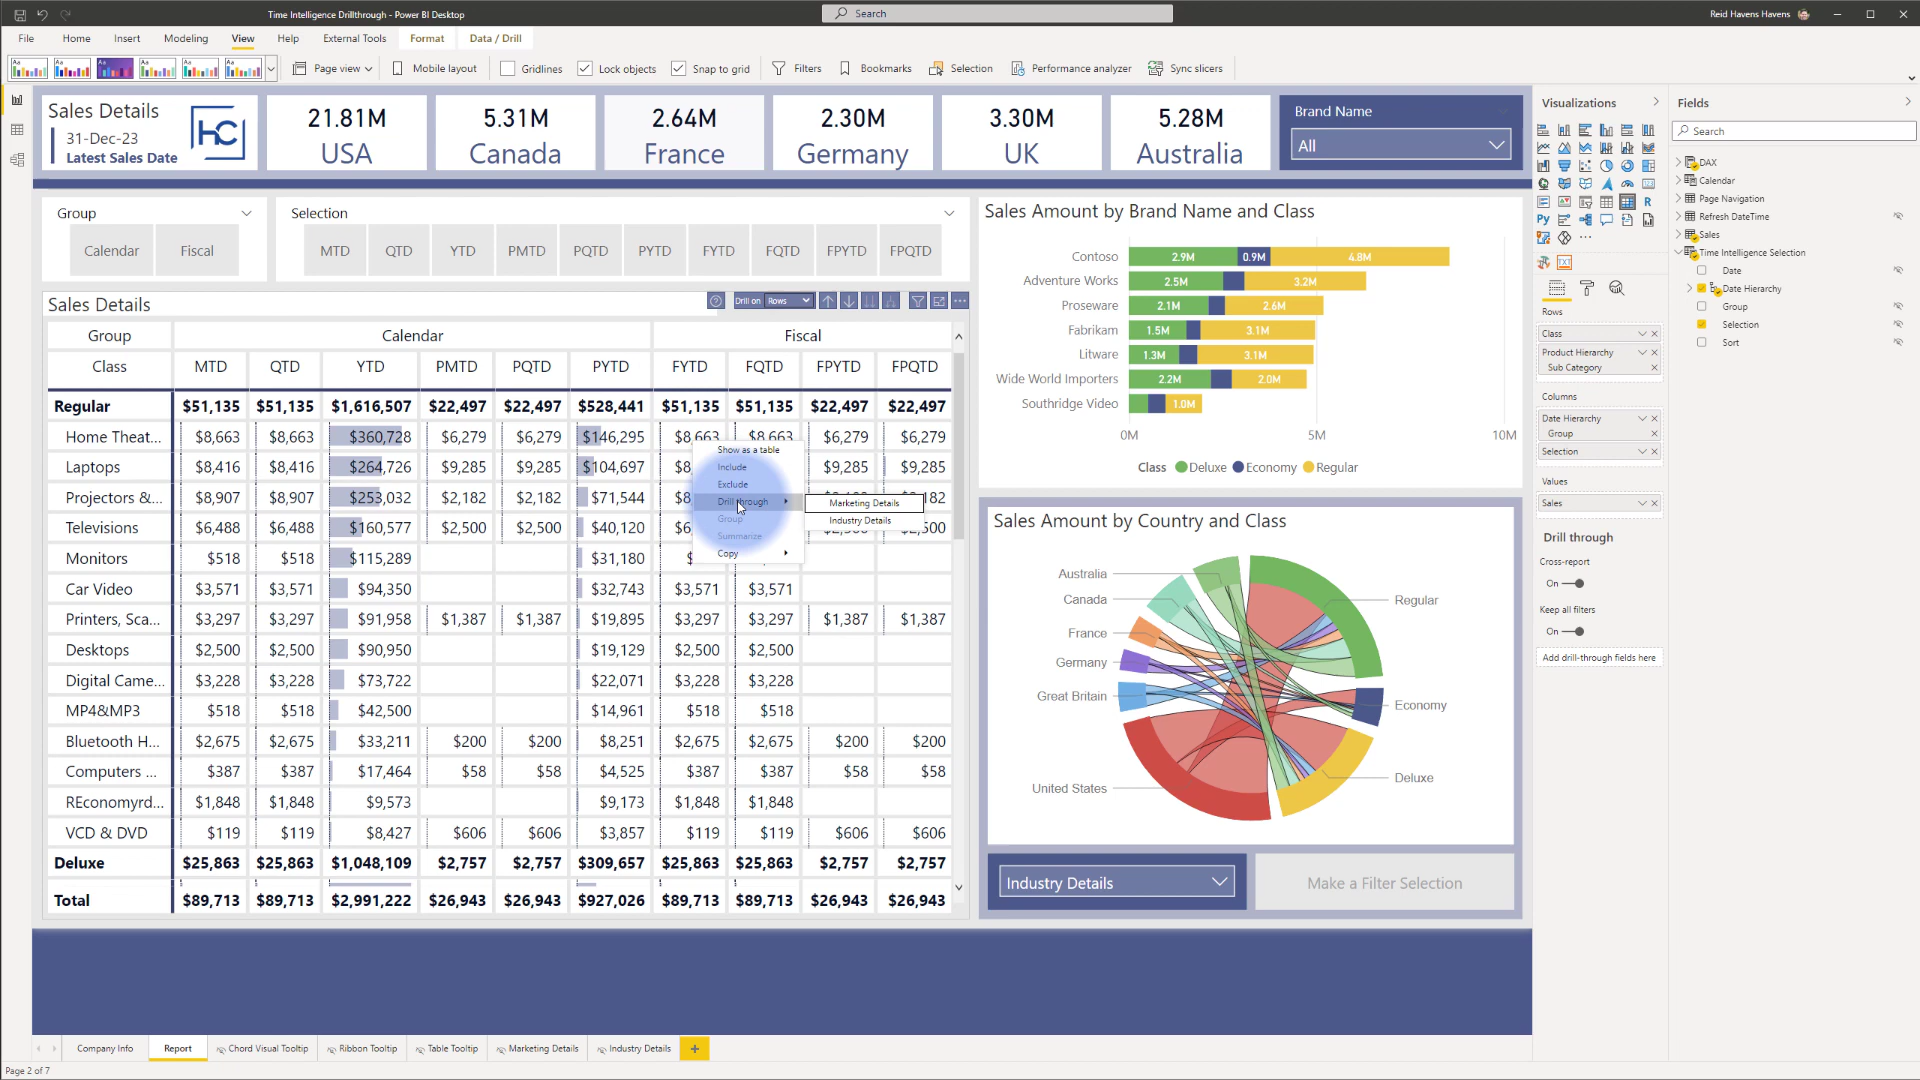 Time Intelligence Drillthrough - Power BI Desktop
Search
Reid Havens Havens
File Home Insert Modeling View Help External Tools Format Data / Drill
Aa Aa Aa Aa Aa Aa Page view Mobile layout Gridlines Lock objects Snap to grid Filters Bookmarks Selection Performance analyzer Sync slicers
Sales Details
31-Dec-23
Latest Sales Date
hC
21.81M
USA
5.31M
Canada
2.64M
France
2.30M
Germany
3.30M
UK
5.28M
Australia
Brand Name
All
Group
Calendar Fiscal
Selection
MTD QTD YTD PMTD PQTD PYTD FYTD FQTD FPYTD FPQTD
Sales Details
Drill on Rows
Group Calendar Fiscal
Class MTD QTD YTD PMTD PQTD PYTD FYTD FQTD FPYTD FPQTD
Regular $51,135 $51,135 $1,616,507 $22,497 $22,497 $528,441 $51,135 $51,135 $22,497 $22,497
Home Theat... $8,663 $8,663 $360,728 $6,279 $6,279 $146,295 $8,663 $8,663 $6,279 $6,279
Laptops $8,416 $8,416 $264,726 $9,285 $9,285 $104,697 $8, $9,285 $9,285
Projectors &... $8,907 $8,907 $253,032 $2,182 $2,182 $71,544 $8, 182
Televisions $6,488 $6,488 $160,577 $2,500 $2,500 $40,120 $6, $2,500 $2,500
Monitors $518 $518 $115,289 $31,180 $
Car Video $3,571 $3,571 $94,350 $32,743 $3,571 $3,571
Printers, Sca... $3,297 $3,297 $91,958 $1,387 $1,387 $19,895 $3,297 $3,297 $1,387 $1,387
Desktops $2,500 $2,500 $90,950 $19,129 $2,500 $2,500
Digital Came... $3,228 $3,228 $73,722 $22,071 $3,228 $3,228
MP4&MP3 $518 $518 $42,500 $14,961 $518 $518
Bluetooth H... $2,675 $2,675 $33,211 $200 $200 $8,251 $2,675 $2,675 $200 $200
Computers ... $387 $387 $17,464 $58 $58 $4,525 $387 $387 $58 $58
REconomyrd... $1,848 $1,848 $9,573 $9,173 $1,848 $1,848
VCD & DVD $119 $119 $8,427 $606 $606 $3,857 $119 $119 $606 $606
Deluxe $25,863 $25,863 $1,048,109 $2,757 $2,757 $309,657 $25,863 $25,863 $2,757 $2,757
Total $89,713 $89,713 $2,991,222 $26,943 $26,943 $927,026 $89,713 $89,713 $26,943 $26,943
Show as a table
Include
Exclude
Drill through
Group
Summarize
Copy
Marketing Details
Industry Details
Sales Amount by Brand Name and Class
Contoso 2.9M 0.9M 4.8M
Adventure Works 2.5M 3.2M
Proseware 2.1M 2.6M
Fabrikam 1.5M 3.1M
Litware 1.3M 3.1M
Wide World Importers 2.2M 2.0M
Southridge Video 1.0M
0M 5M 10M
Class Deluxe Economy Regular
Sales Amount by Country and Class
Australia
Canada
France
Germany
Great Britain
United States
Regular
Economy
Deluxe
Industry Details
Make a Filter Selection
Visualizations
R
Py
TXT
Rows
Class
Product Hierarchy
Sub Category
Columns
Date Hierarchy
Group
Selection
Values
Sales
Drill through
Cross-report
On
Keep all filters
On
Add drill-through fields here
Fields
Search
DAX
Calendar
Page Navigation
Refresh DateTime
Sales
Time Intelligence Selection
Date
Date Hierarchy
Group
Selection
Sort
Company Info Report Chord Visual Tooltip Ribbon Tooltip Table Tooltip Marketing Details Industry Details +
Page 2 of 7